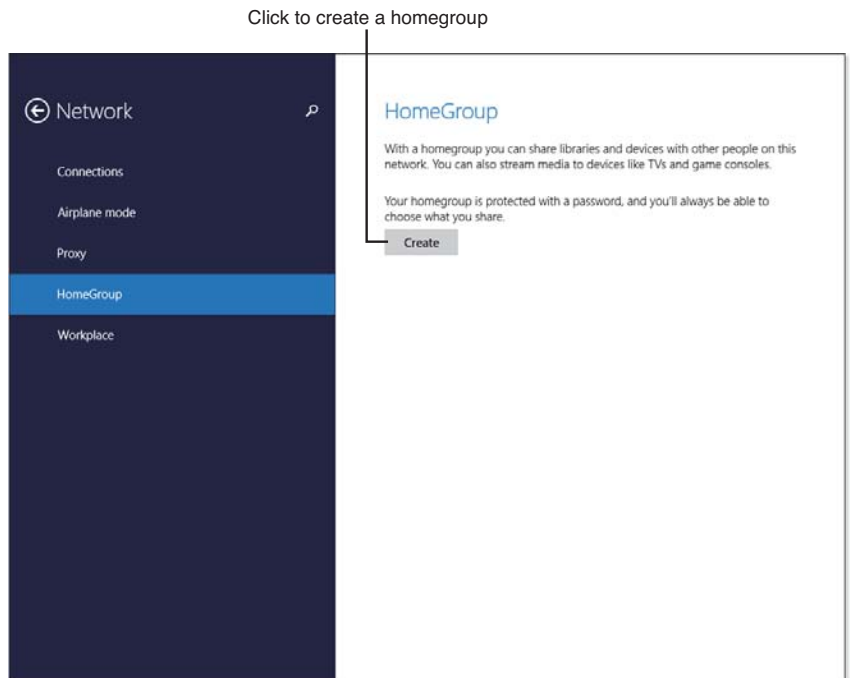 Click to create a homegroup
Network
Connections
Airplane mode
Proxy
HomeGroup
Workplace
HomeGroup
With a homegroup you can share libraries and devices with other people on this
network. You can also stream media to devices like TVs and game consoles.
Your homegroup is protected with a password, and you'll always be able to
choose what you share.
Create